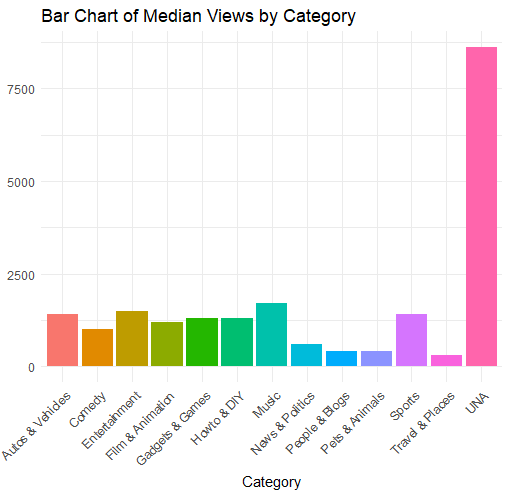 Bar Chart of Median Views by Category
7500
5000
2500
0
Autos & Vehicles
Comedy
Entertainment
Film & Animation
Gadgets & Games
Howto & DIY
Music
News & Politics
People & Blogs
Pets & Animals
Sports
Travel & Places
UNA
Category